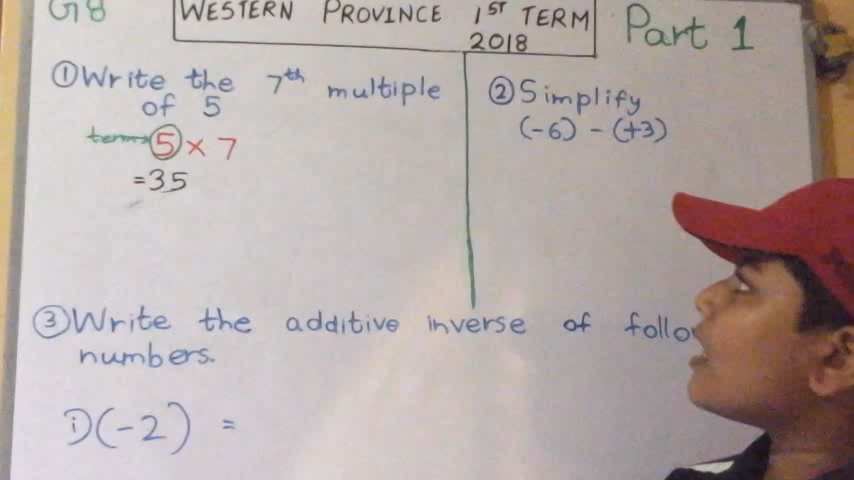 G8
WESTERN PROVINCE 1ST TERM
2018
Part 1
①Write the 7th multiple
of 5
term→5 × 7
=35
②Simplify
(-6) - (+3)
③Write the additive inverse of
numbers.
i)(-2) =